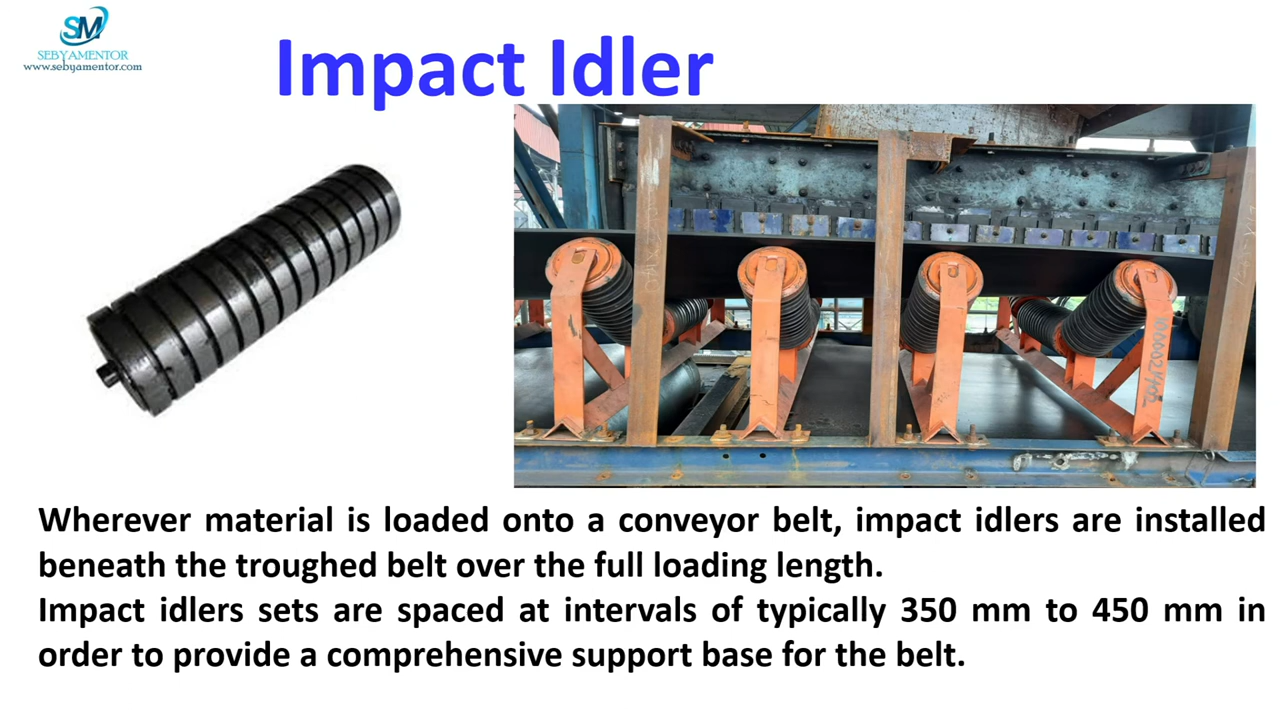 SM
SEBYAMENTOR
www.sebyamentor.com
Impact Idler
Wherever material is loaded onto a conveyor belt, impact idlers are installed
beneath the troughed belt over the full loading length.
Impact idlers sets are spaced at intervals of typically 350 mm to 450 mm in
order to provide a comprehensive support base for the belt.